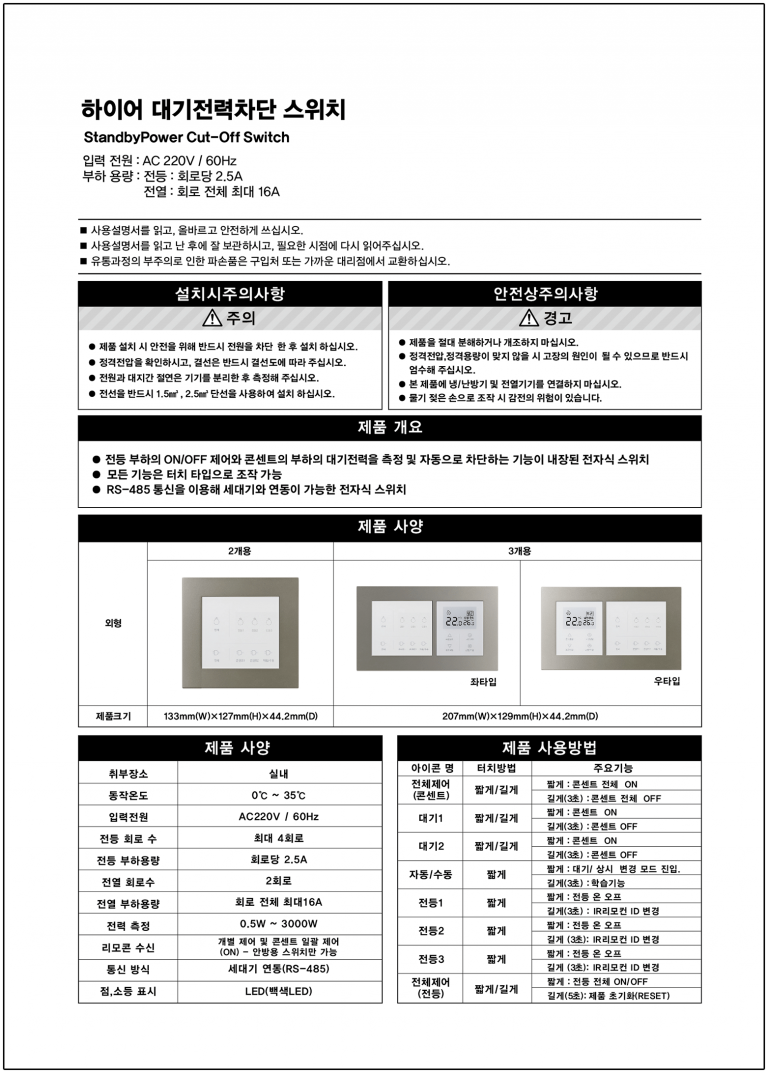 하이어 대기전력차단 스위치
StandbyPower Cut-Off Switch
입력 전원 : AC 220V / 60Hz
부하 용량 : 전등 : 회로당 2.5A
전열 : 회로 전체 최대 16A
■ 사용설명서를 읽고, 올바르고 안전하게 쓰십시오.
■ 사용설명서를 읽고 난 후에 잘 보관하시고, 필요한 시점에 다시 읽어주십시오.
■ 유통과정의 부주의로 인한 파손품은 구입처 또는 가까운 대리점에서 교환하십시오.
설치시주의사항
주의
● 제품 설치 시 안전을 위해 반드시 전원을 차단 한 후 설치 하십시오.
● 정격전압을 확인하시고, 결선은 반드시 결선도에 따라 주십시오.
● 전원과 대지간 절연은 기기를 분리한 후 측정해 주십시오.
● 전선을 반드시 1.5㎟, 2.5㎟단선을 사용하여 설치 하십시오.
안전상주의사항
경고
● 제품을 절대 분해하거나 개조하지 마십시오.
● 정격전압,정격용량이 맞지 않을 시 고장의 원인이 될 수 있으므로 반드시
엄수해 주십시오.
● 본 제품에 냉/난방기 및 전열기기를 연결하지 마십시오.
● 물기 젖은 손으로 조작 시 감전의 위험이 있습니다.
제품 개요
● 전등 부하의 ON/OFF 제어와 콘센트의 부하의 대기전력을 측정 및 자동으로 차단하는 기능이 내장된 전자식 스위치
● 모든 기능은 터치 타입으로 조작 가능
● RS-485 통신을 이용해 세대기와 연동이 가능한 전자식 스위치
제품 사양
2개용 3개용
외형
좌타입 우타입
제품크기 133mm(W)×127mm(H)×44.2mm(D) 207mm(W)×129mm(H)×44.2mm(D)
제품 사양
취부장소 실내
동작온도 0℃ ~ 35℃
입력전원 AC220V / 60Hz
전등 회로 수 최대 4회로
전등 부하용량 회로당 2.5A
전열 회로수 2회로
전열 부하용량 회로 전체 최대16A
전력 측정 0.5W ~ 3000W
리모콘 수신 개별 제어 및 콘센트 일괄 제어
(ON) - 안방용 스위치만 가능
통신 방식 세대기 연동(RS-485)
점,소등 표시 LED(백색LED)
제품 사용방법
아이콘 명 터치방법 주요기능
전체제어
(콘센트) 짧게/길게 짧게 : 콘센트 전체 ON
길게(3초) : 콘센트 전체 OFF
대기1 짧게/길게 짧게 : 콘센트 ON
길게(3초) : 콘센트 OFF
대기2 짧게/길게 짧게 : 콘센트 ON
길게(3초) : 콘센트 OFF
자동/수동 짧게 짧게 : 대기/ 상시 변경 모드 진입.
길게(3초) : 학습기능
전등1 짧게 짧게 : 전등 온 오프
길게(3초) : IR리모컨 ID 변경
전등2 짧게 짧게 : 전등 온 오프
길게 (3초): IR리모컨 ID 변경
전등3 짧게 짧게 : 전등 온 오프
길게 (3초): IR리모컨 ID 변경
전체제어
(전등) 짧게/길게 짧게 : 전등 전체 ON/OFF
길게(5초): 제품 초기화(RESET)